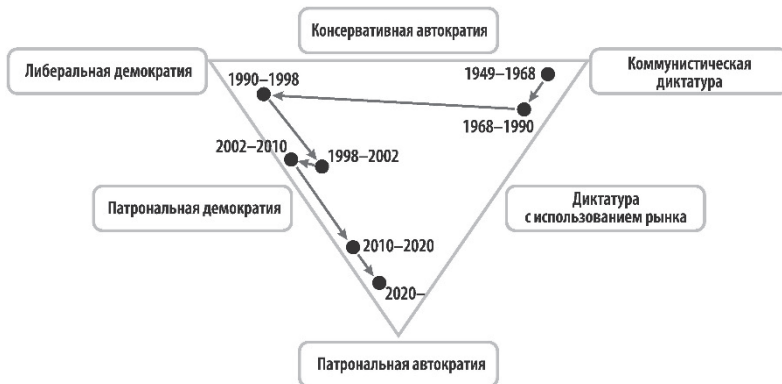 Консервативная автократия
Либеральная демократия
Коммунистическая
диктатура
1990–1998
1949–1968
1968–1990
2002–2010
1998–2002
Патрональная демократия
Диктатура
с использованием рынка
2010–2020
2020–
Патрональная автократия